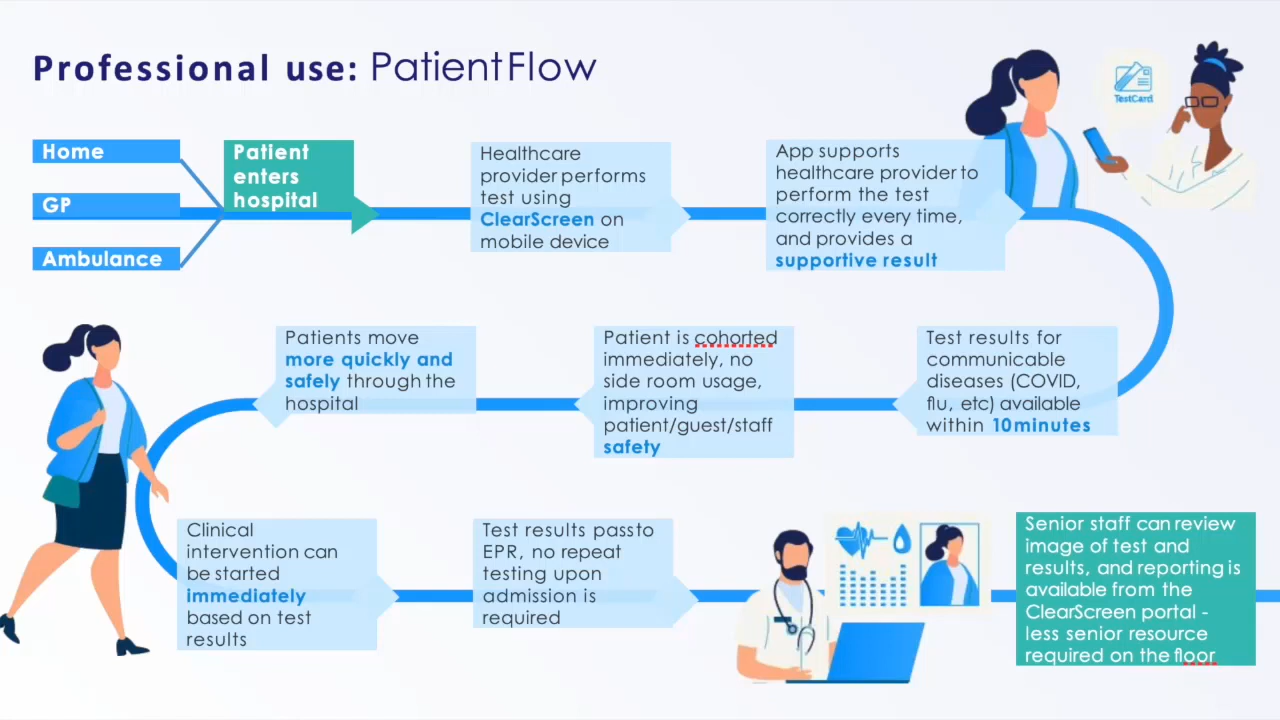 Professional use: PatientFlow
TestCard
Home
GP
Ambulance
Patient
enters
hospital
Healthcare
provider performs
test using
ClearScreen on
mobile device
App supports
healthcare provider to
perform the test
correctly every time,
and provides a
supportive result
Test results for
communicable
diseases (COVID,
flu, etc) available
within 10minutes
Patient is cohorted
immediately, no
side room usage,
improving
patient/guest/staff
safety
Patients move
more quickly and
safely through the
hospital
Clinical
intervention can
be started
immediately
based on test
results
Test results passto
EPR, no repeat
testing upon
admission is
required
Senior staff can review
image of test and
results, and reporting is
available from the
ClearScreen portal -
less senior resource
required on the floor